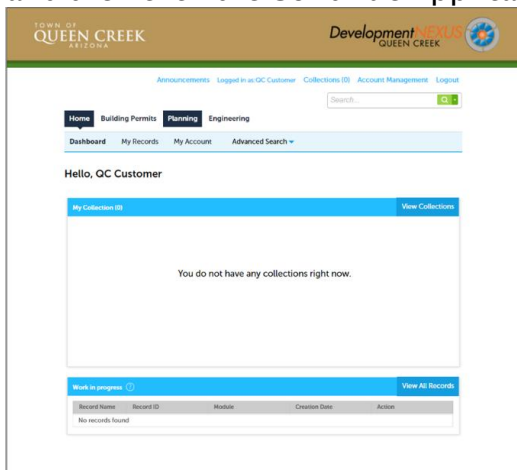 TOWN OF
QUEEN CREEK
ARIZONA
DevelopmentNEXUS
QUEEN CREEK
Announcements Logged in as:QC Customer Collections (0) Account Management Logout
Search...
Home Building Permits Planning Engineering
Dashboard My Records My Account Advanced Search
Hello, QC Customer
My Collection (0) View Collections
You do not have any collections right now.
Work in progress View All Records
Record Name Record ID Module Creation Date Action
No records found